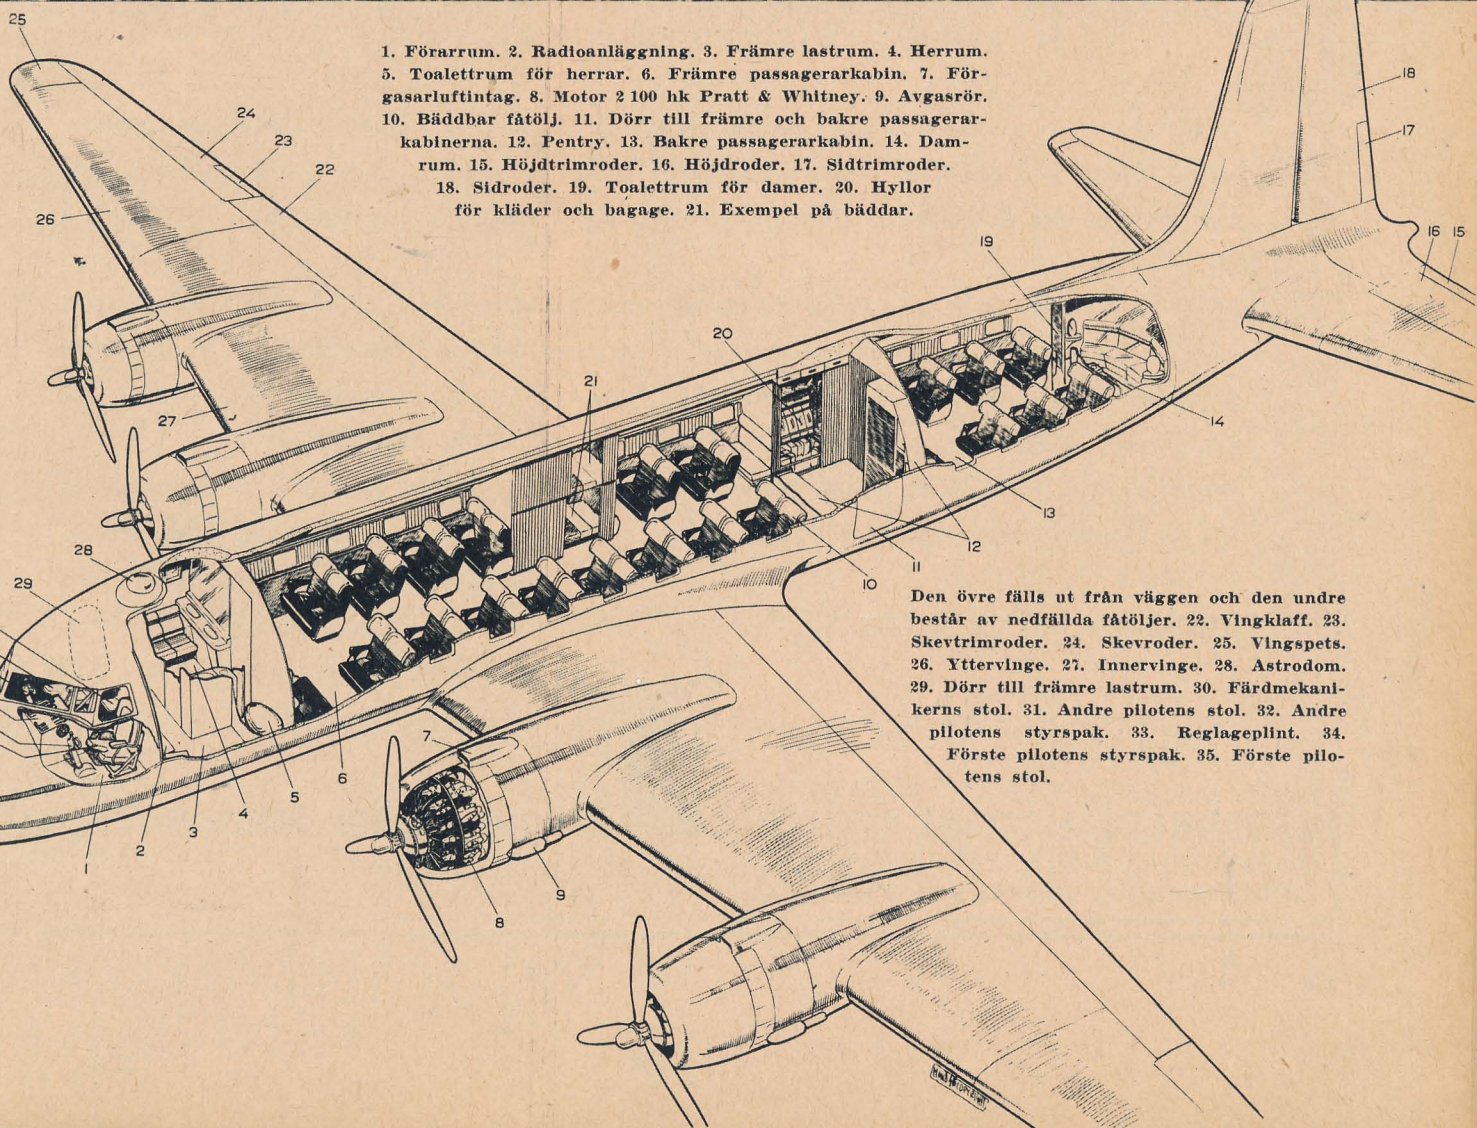 25
1. Förarrum. 2. Radioanläggning. 3. Främre lastrum. 4. Herrum.
5. Toalettrum för herrar. 6. Främre passagerarkabin. 7. För-
gasarluftintag. 8. Motor 2 100 hk Pratt & Whitney. 9. Avgasrör.
10. Bäddbar fåtölj. 11. Dörr till främre och bakre passagerar-
kabinerna. 12. Pentry. 13. Bakre passagerarkabin. 14. Dam-
rum. 15. Höjdtrimroder. 16. Höjdroder. 17. Sidtrimroder.
18. Sidroder. 19. Toalettrum för damer. 20. Hyllor
för kläder och bagage. 21. Exempel på bäddar.
18
24
17
23
22
26
16 15
19
20
21
27
14
13
28
12
11
29
10
Den övre fälls ut från väggen och den undre
består av nedfällda fåtöljer. 22. Vingklaff. 23.
Skevtrimroder. 24. Skevroder. 25. Vingspets.
26. Yttervinge. 27. Innervinge. 28. Astrodom.
29. Dörr till främre lastrum. 30. Färdmekani-
kerns stol. 31. Andre pilotens stol. 32. Andre
pilotens styrspak. 33. Reglageplint. 34.
Förste pilotens styrspak. 35. Förste pilo-
tens stol.
7
6
5
4
3
2
1
9
8